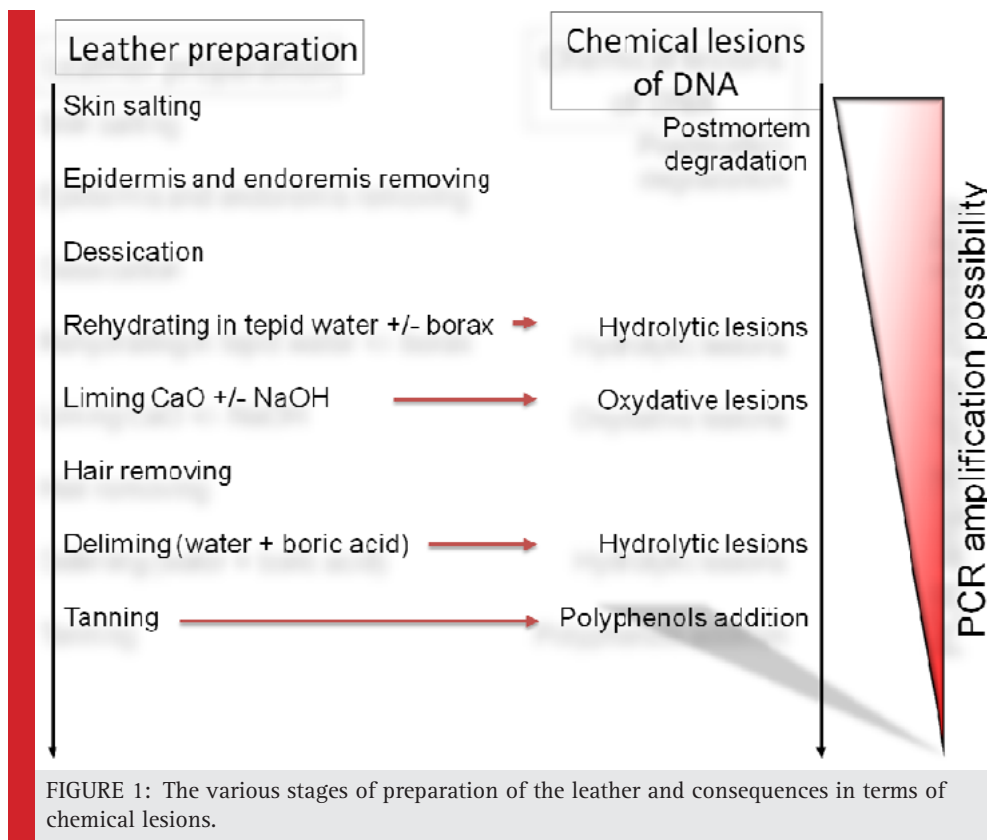 Leather preparation
Chemical lesions
of DNA
Skin salting
Postmortem
degradation
Epidermis and endoremis removing
Dessication
Rehydrating in tepid water +/- borax
Hydrolytic lesions
Liming CaO +/- NaOH
Oxydative lesions
Hair removing
Deliming (water + boric acid)
Hydrolytic lesions
Tanning
Polyphenols addition
PCR amplification possibility
FIGURE 1: The various stages of preparation of the leather and consequences in terms of
chemical lesions.